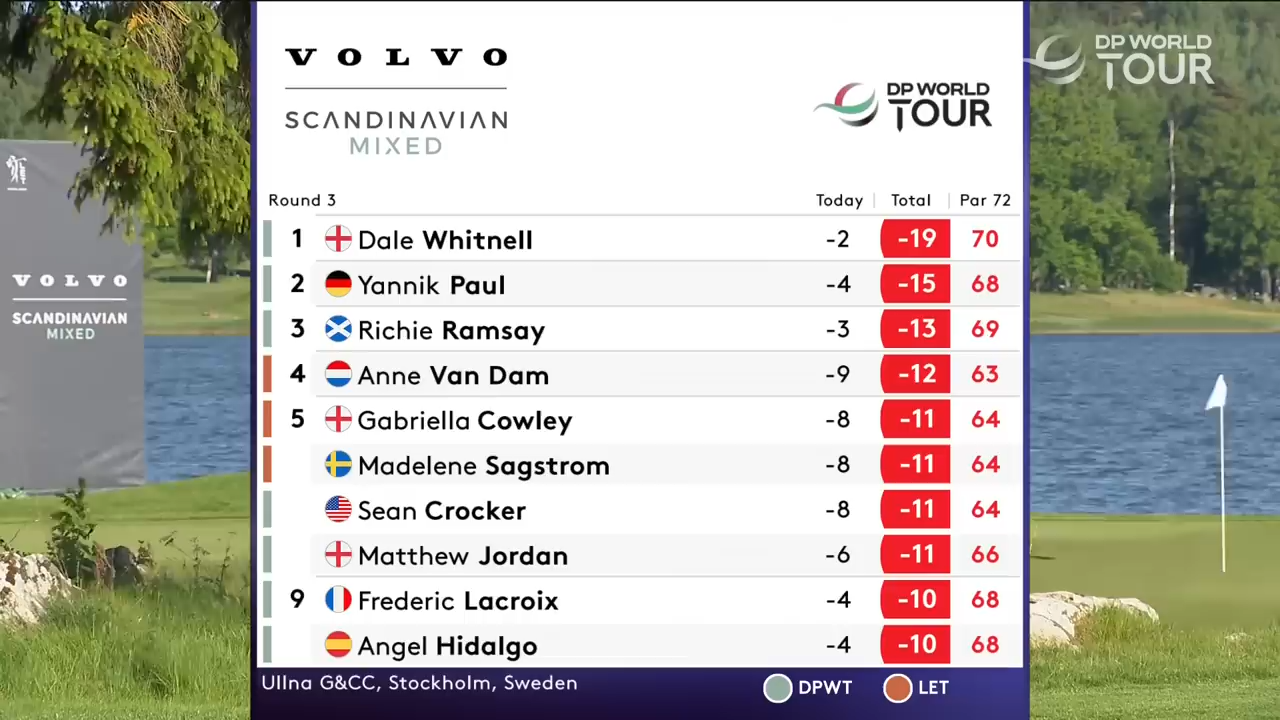 VOLVO
SCANDINAVIAN
MIXED
DP WORLD
TOUR
DP WORLD
TOUR
VOLVO
SCANDINAVIAN
MIXED
Round 3 Today Total Par 72
1 Dale Whitnell -2 -19 70
2 Yannik Paul -4 -15 68
3 Richie Ramsay -3 -13 69
4 Anne Van Dam -9 -12 63
5 Gabriella Cowley -8 -11 64
Madelene Sagstrom -8 -11 64
Sean Crocker -8 -11 64
Matthew Jordan -6 -11 66
9 Frederic Lacroix -4 -10 68
Angel Hidalgo -4 -10 68
Ullna G&CC, Stockholm, Sweden
DPWT LET